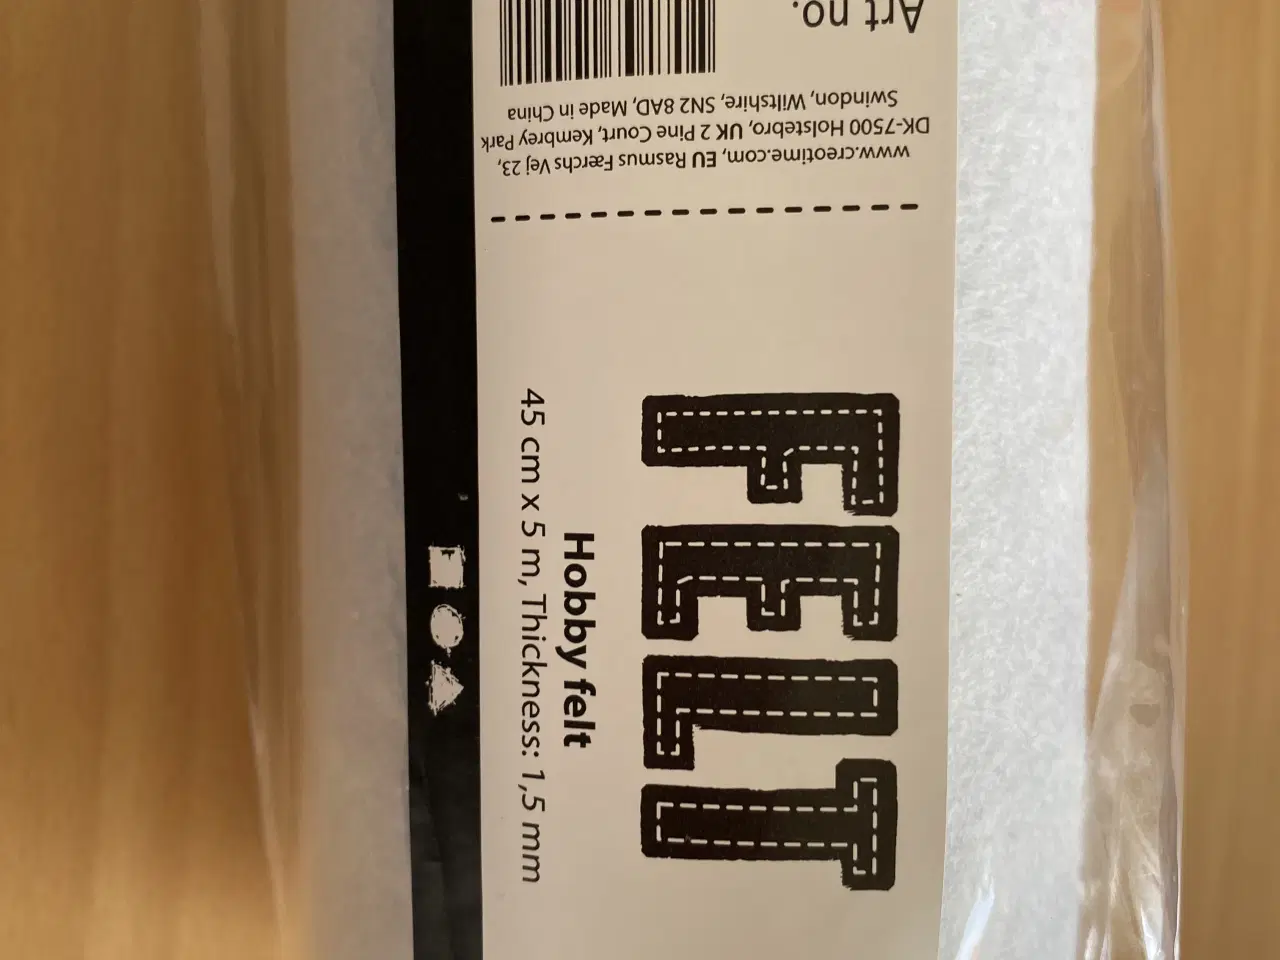 FELT
Hobby felt
45 cm x 5 m, Thickness: 1,5 mm
www.creotime.com, EU Rasmus Færchs Vej 23,
DK-7500 Holstebro, UK 2 Pine Court, Kembrey Park
Swindon, Wiltshire, SN2 8AD, Made in China
Art no.